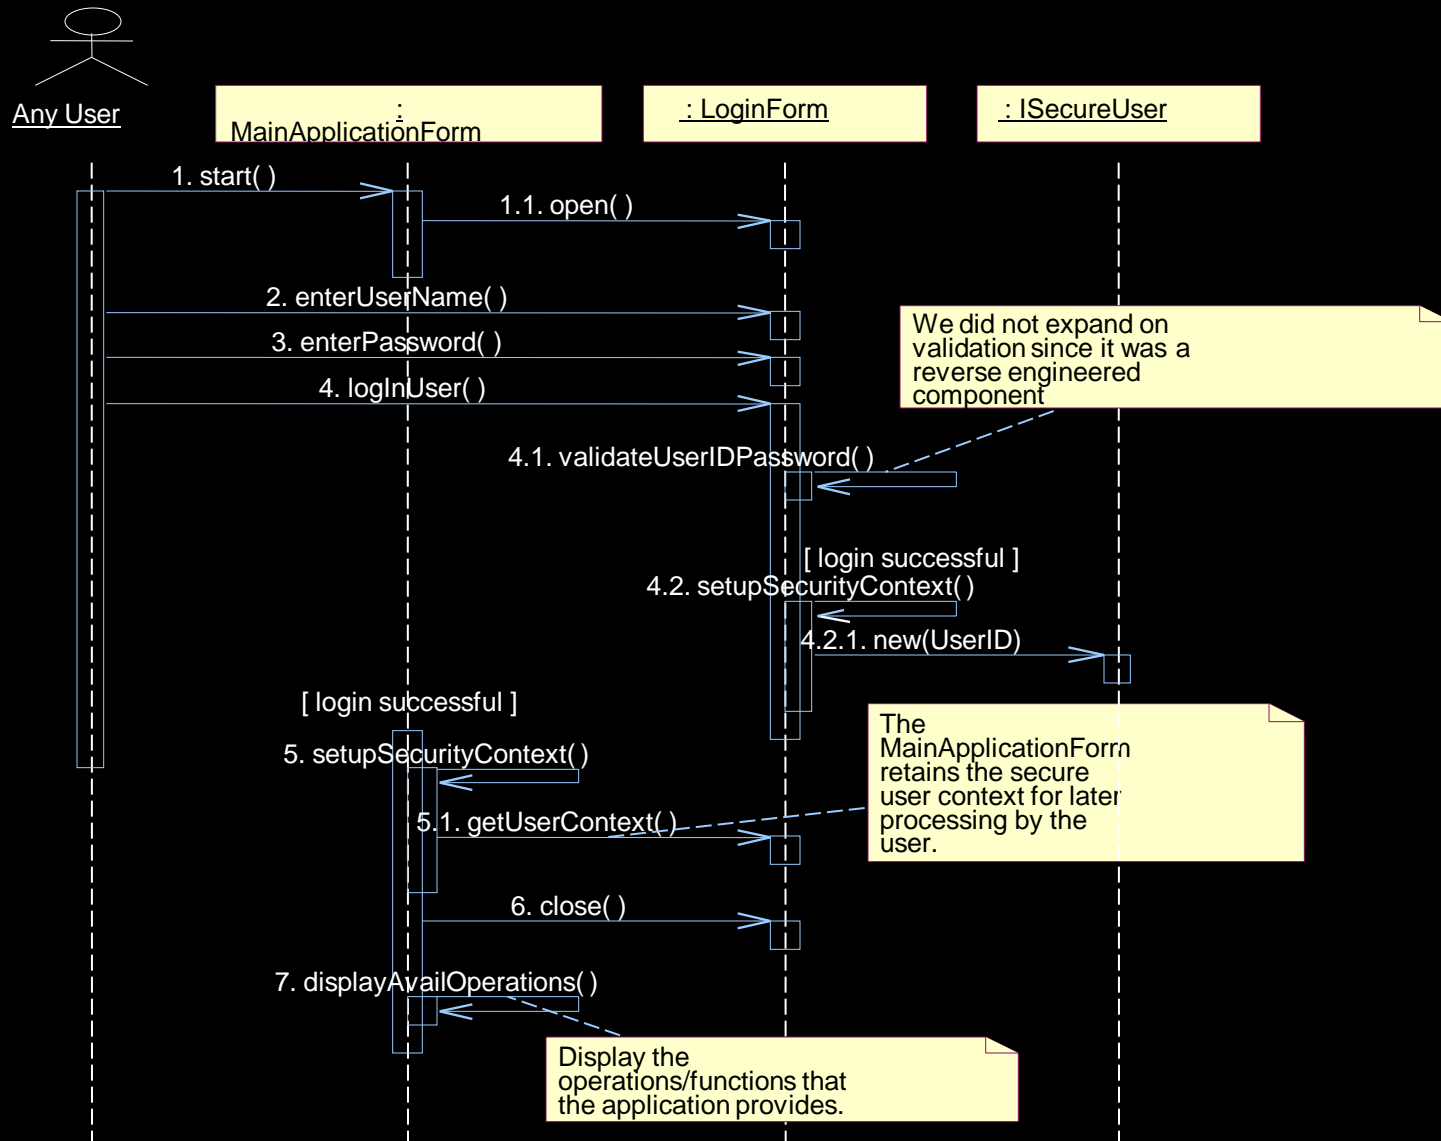 Any User
:
MainApplicationForm
: LoginForm
: ISecureUser
1. start( )
1.1. open( )
2. enterUserName( )
3. enterPassword( )
4. logInUser( )
We did not expand on
validation since it was a
reverse engineered
component
4.1. validateUserIDPassword( )
[ login successful ]
4.2. setupSecurityContext( )
4.2.1. new(UserID)
[ login successful ]
5. setupSecurityContext( )
The
MainApplicationForm
retains the secure
user context for later
processing by the
user.
5.1. getUserContext( )
6. close( )
7. displayAvailOperations( )
Display the
operations/functions that
the application provides.